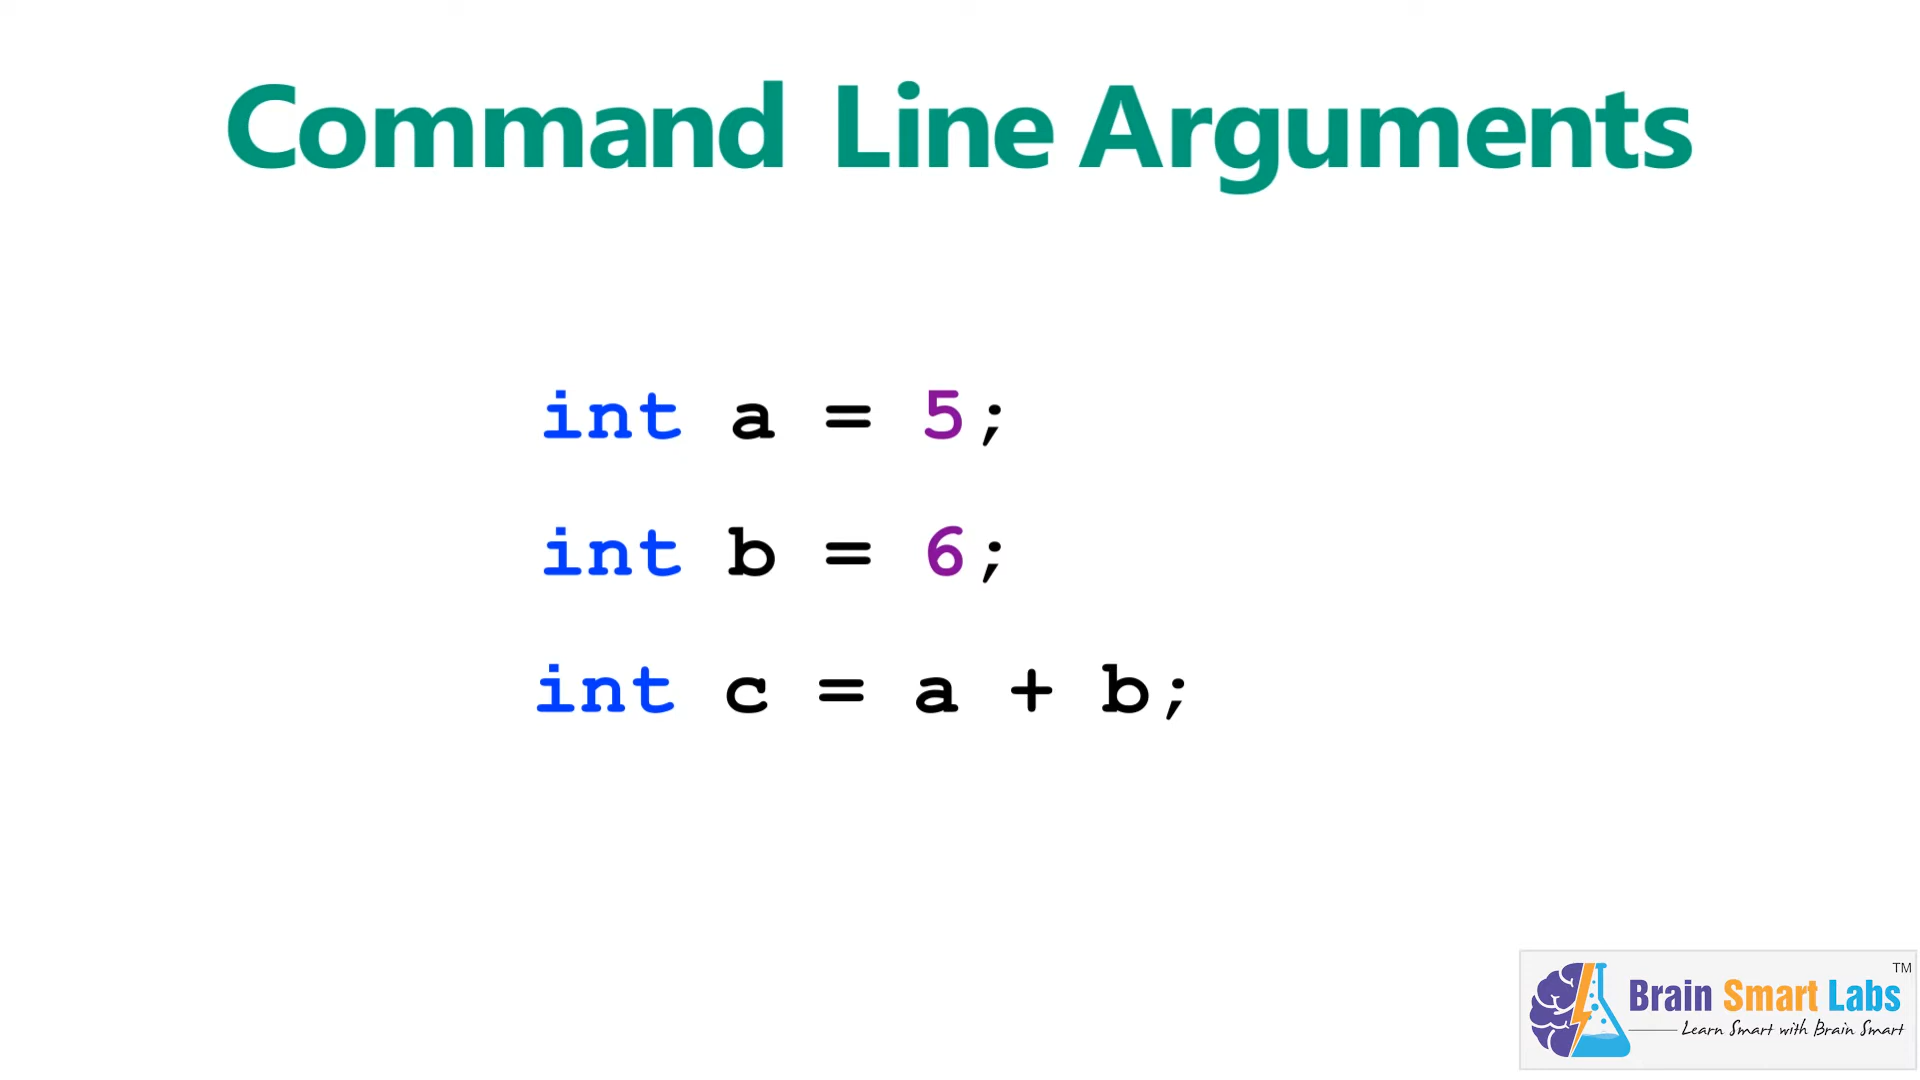 Command Line Arguments
int a = 5;
int b = 6;
int c = a + b;
TM
Brain Smart Labs
Learn Smart with Brain Smart